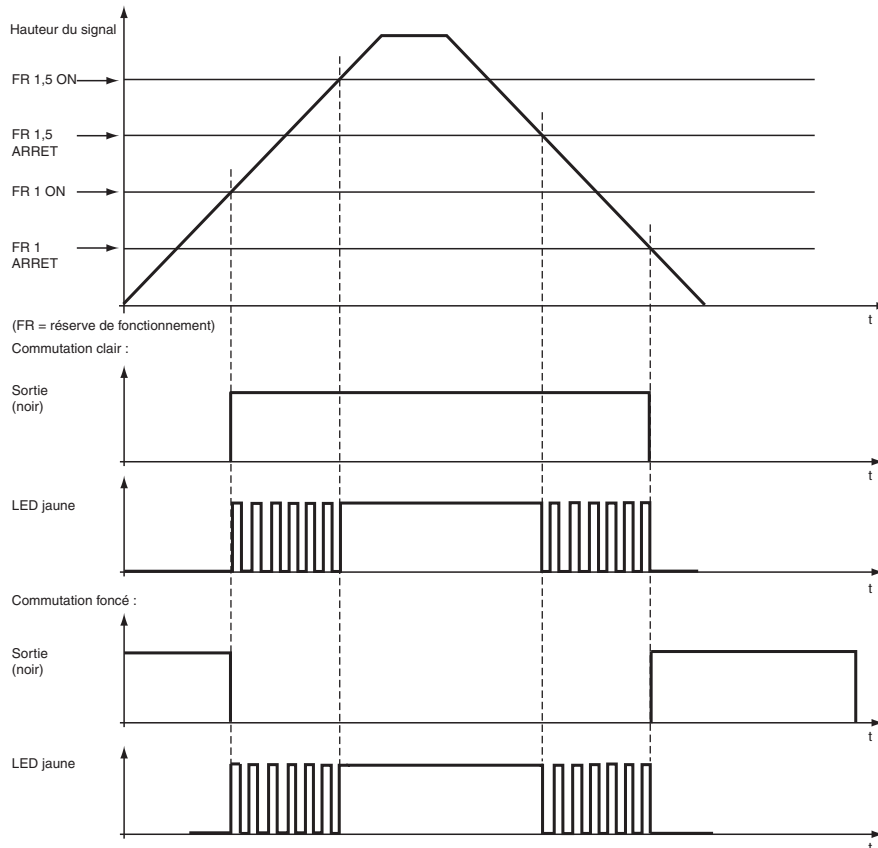 Hauteur du signal
FR 1,5 ON
FR 1,5
ARRET
FR 1 ON
FR 1
ARRET
t
(FR = réserve de fonctionnement)
Commutation clair :
Sortie
(noir)
t
LED jaune
t
Commutation foncé :
Sortie
(noir)
t
LED jaune
t